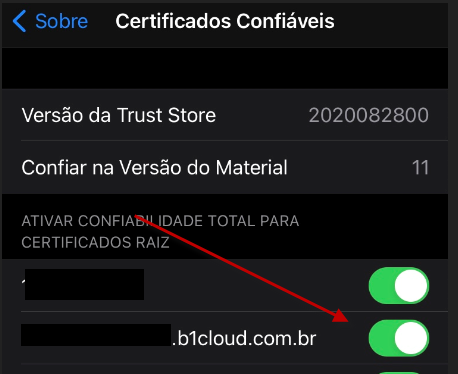 Sobre Certificados Confiáveis
Versão da Trust Store 2020082800
Confiar na Versão do Material 11
ATIVAR CONFIABILIDADE TOTAL PARA
CERTIFICADOS RAIZ
.b1cloud.com.br